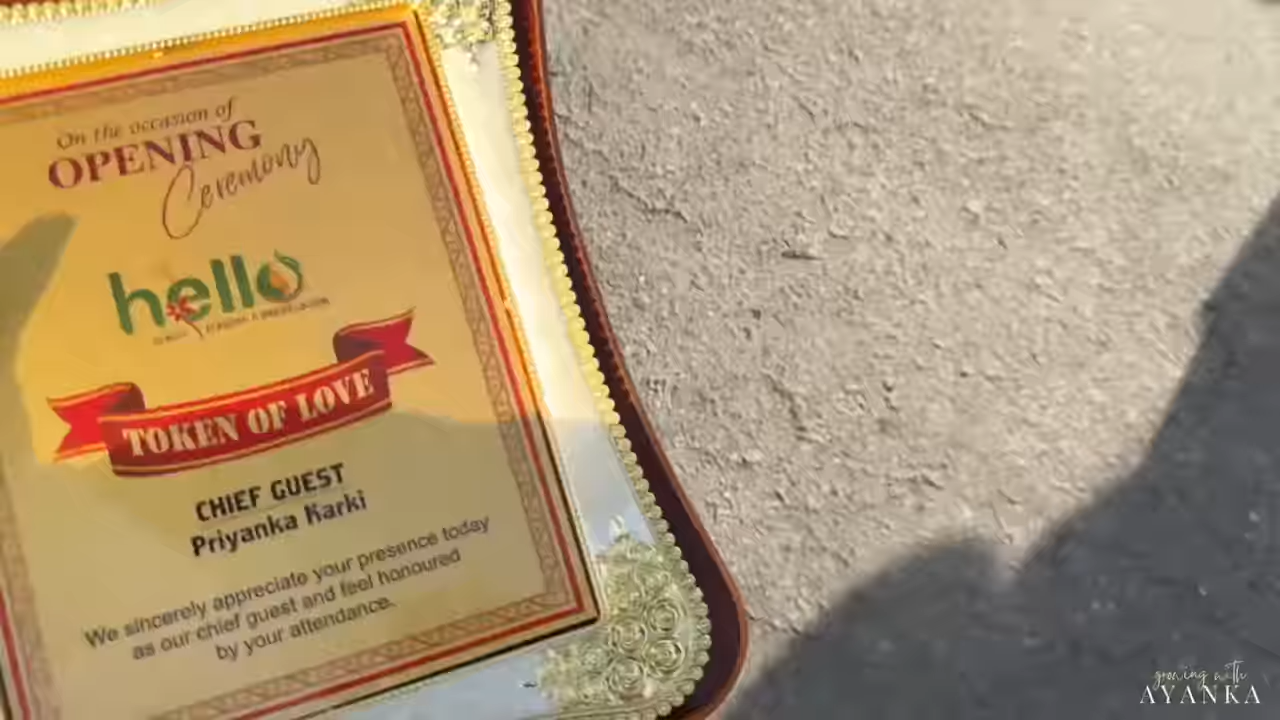 On the occasion of
OPENING
Ceremony
hello
TOKEN OF LOVE
CHIEF GUEST
Priyanka Karki
We sincerely appreciate your presence today
as our chief guest and feel honoured
by your attendance.
growing with
AYANKA